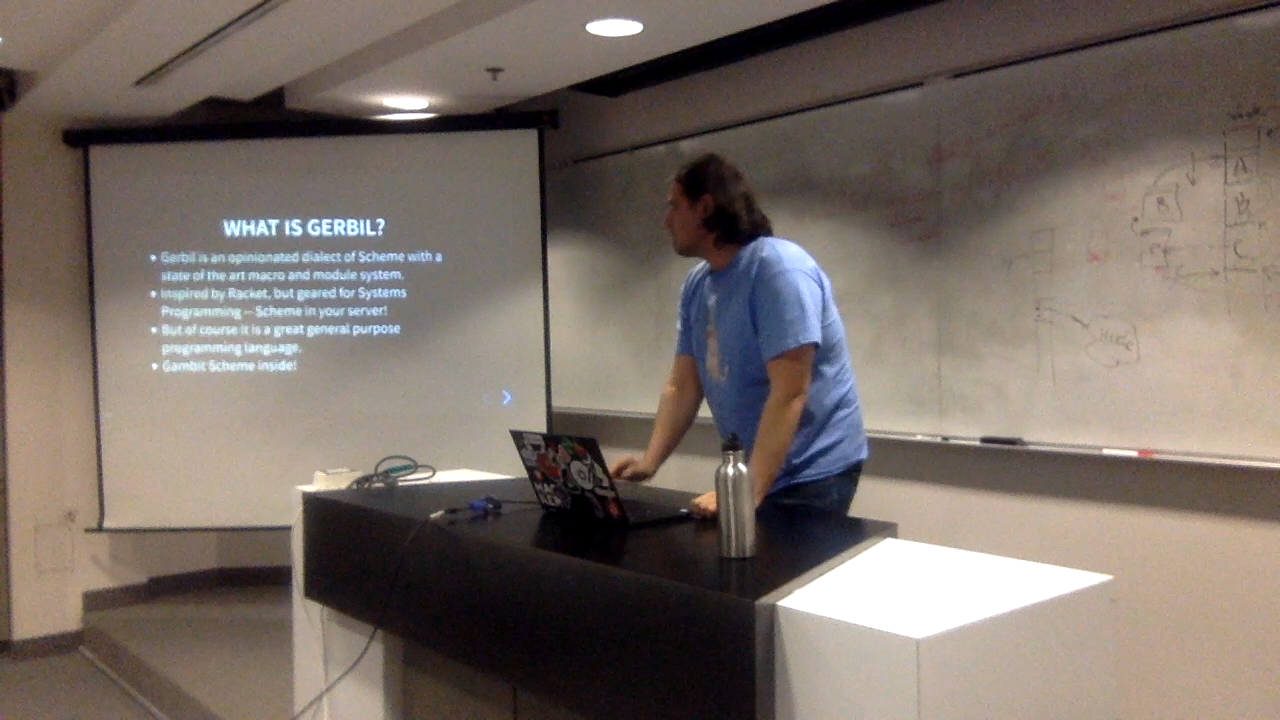 WHAT IS GERBIL?
• Gerbil is an opinionated dialect of Scheme with a
state of the art macro and module system.
• Inspired by Racket, but geared for Systems
Programming – Scheme in your server!
• But of course it is a great general purpose
programming language.
• Gambit Scheme inside!
A
B
C